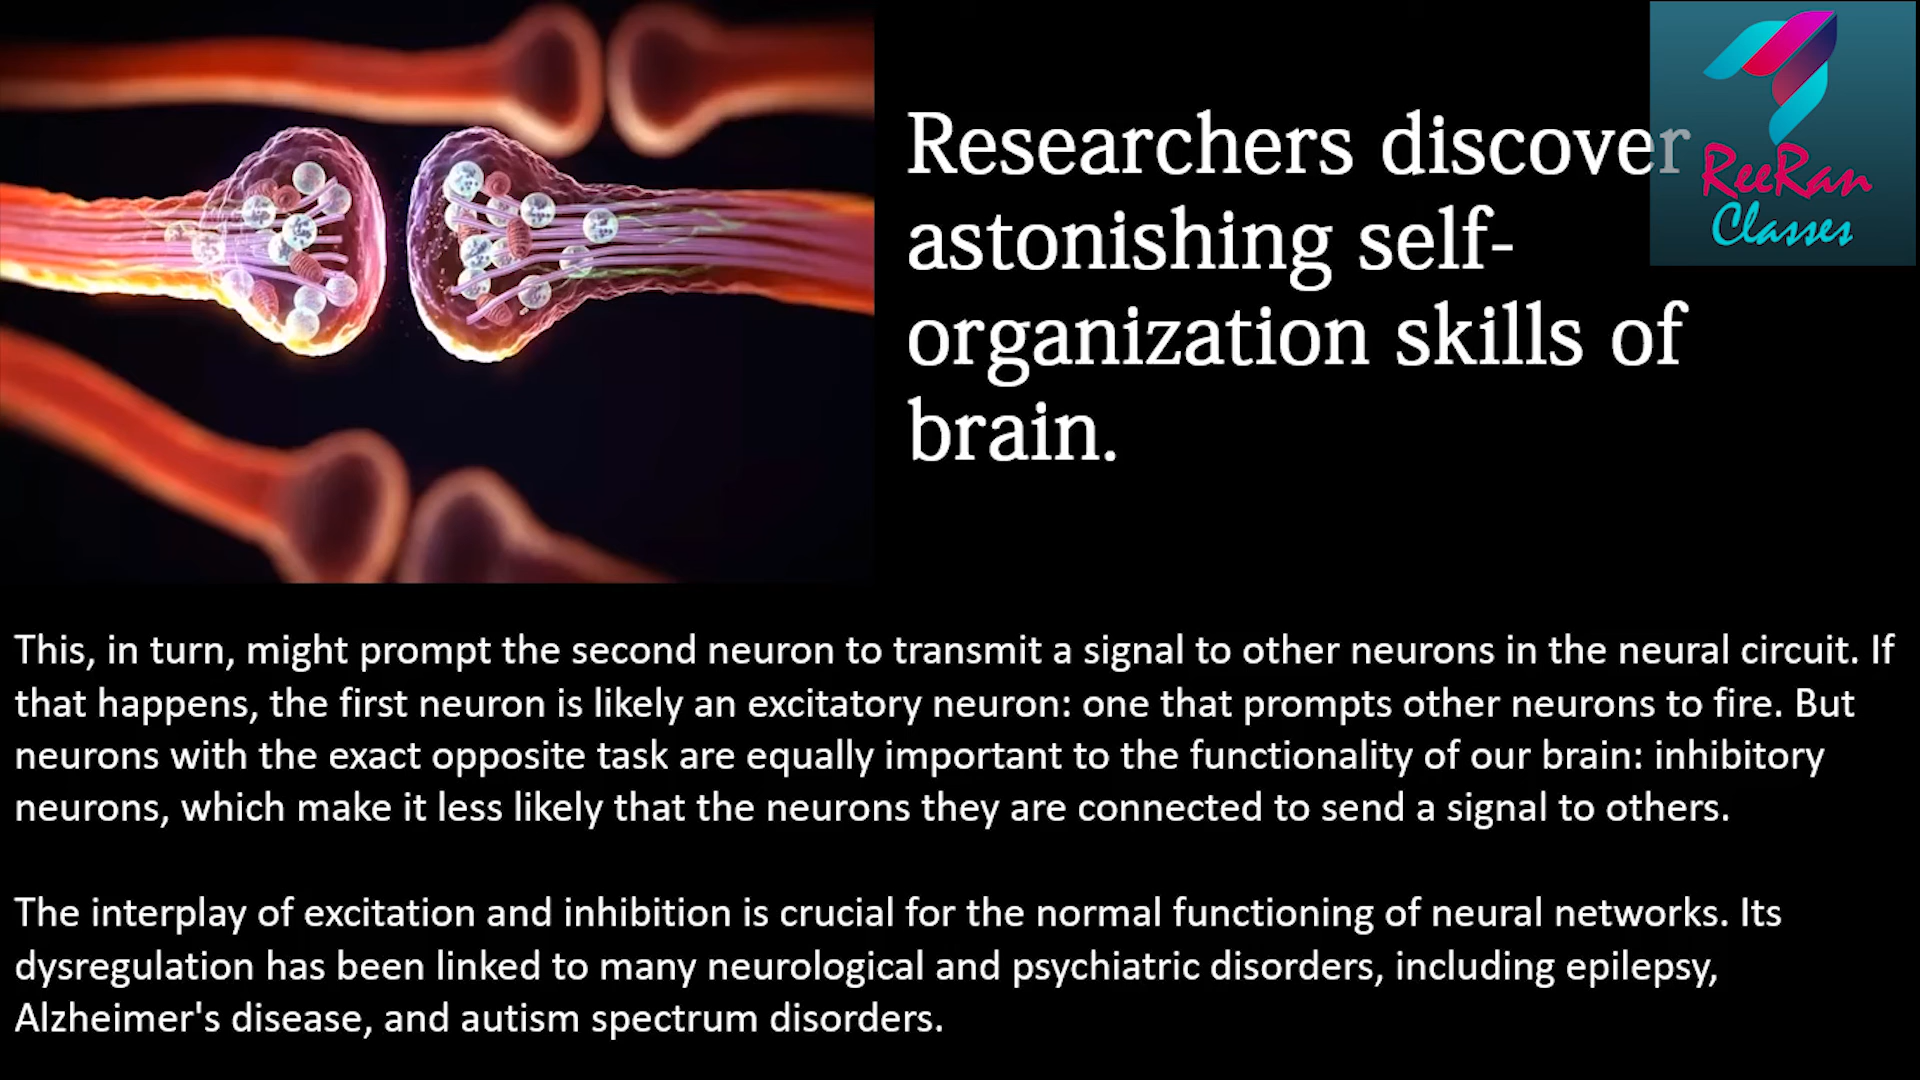 Researchers discover
astonishing self-
organization skills of
brain.
ReeRan
Classes
This, in turn, might prompt the second neuron to transmit a signal to other neurons in the neural circuit. If
that happens, the first neuron is likely an excitatory neuron: one that prompts other neurons to fire. But
neurons with the exact opposite task are equally important to the functionality of our brain: inhibitory
neurons, which make it less likely that the neurons they are connected to send a signal to others.
The interplay of excitation and inhibition is crucial for the normal functioning of neural networks. Its
dysregulation has been linked to many neurological and psychiatric disorders, including epilepsy,
Alzheimer's disease, and autism spectrum disorders.